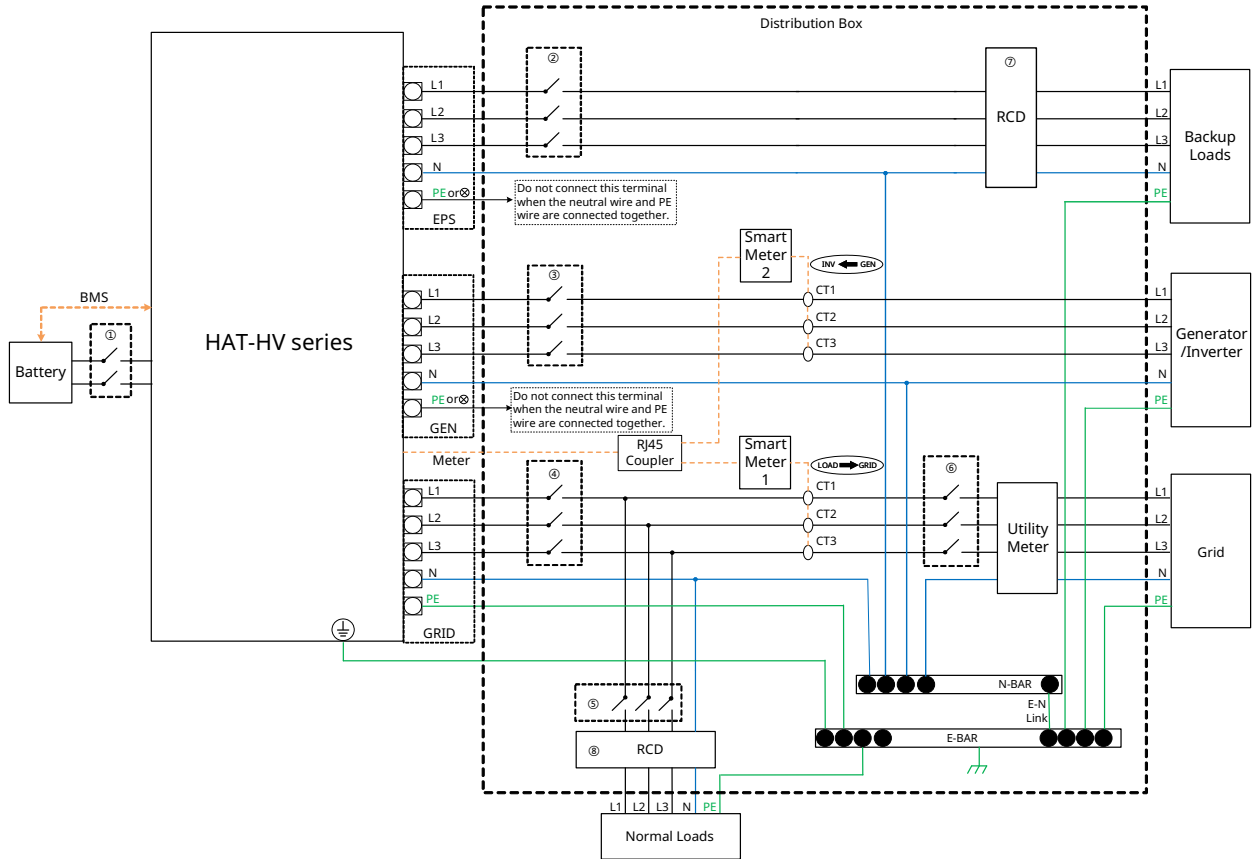 Distribution Box
②
⑦
RCD
L1
L2
L3
N
PE or⊗
EPS
Do not connect this terminal
when the neutral wire and PE
wire are connected together.
L1
L2
L3
N
PE
Backup
Loads
HAT-HV series
BMS
①
Battery
③
L1
L2
L3
N
PE or⊗
GEN
Do not connect this terminal
when the neutral wire and PE
wire are connected together.
Smart
Meter
2
INV GEN
CT1
CT2
CT3
L1
L2
L3
N
PE
Generator
/Inverter
Meter
RJ45
Coupler
Smart
Meter
1
LOAD GRID
④
L1
L2
L3
N
PE
GRID
CT1
CT2
CT3
⑥
Utility
Meter
L1
L2
L3
N
PE
Grid
N-BAR
E-N
Link
E-BAR
⑤
⑧
RCD
L1
L2
L3
N
PE
Normal Loads